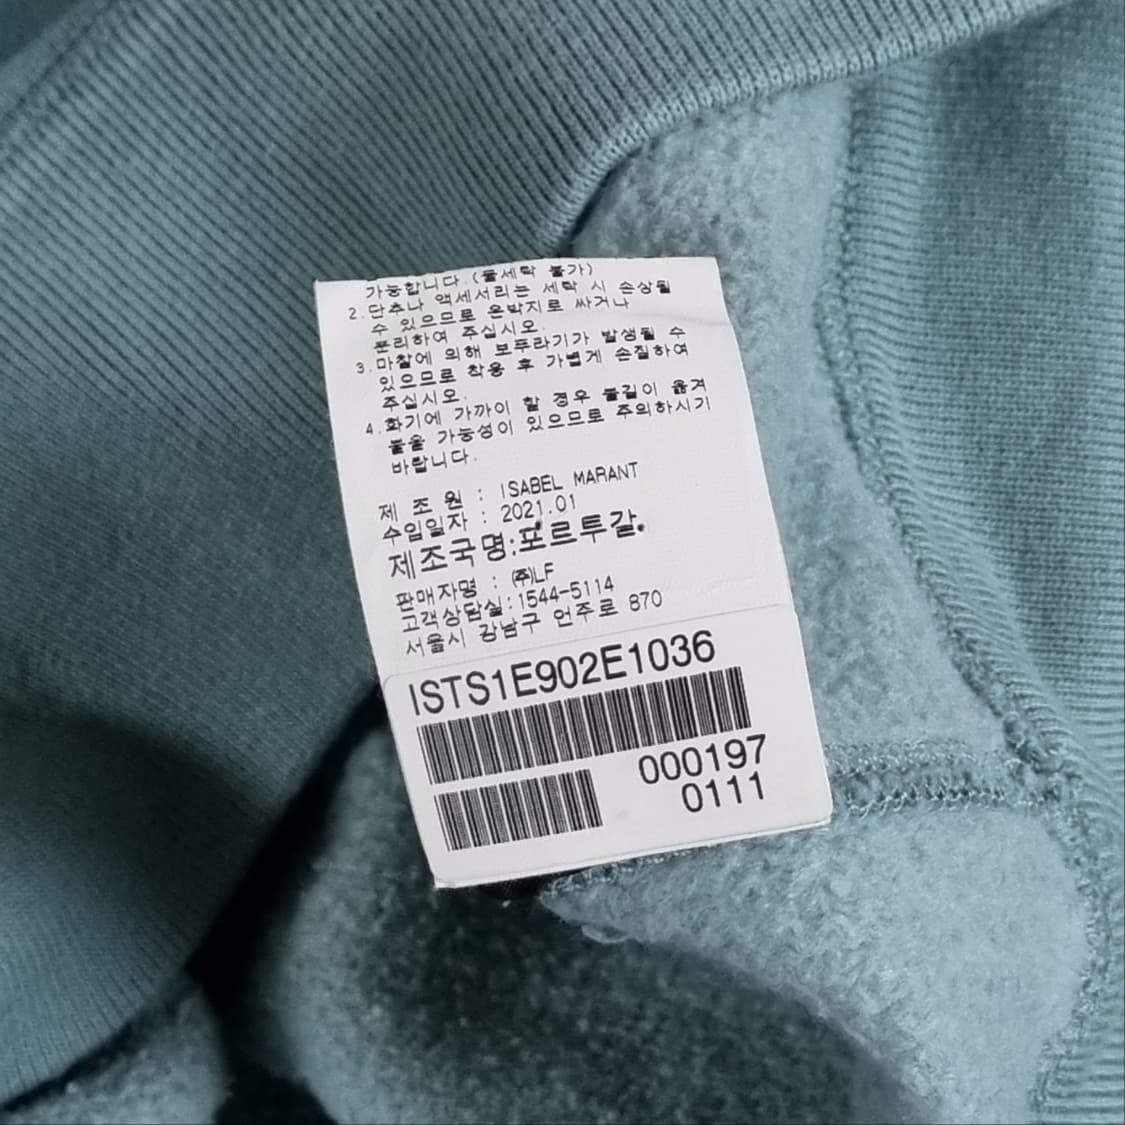 가능합니다.(물세탁 불가)
2.단추나 액세서리는 세탁 시 손상될
수 있으므로 은박지로 싸거나
분리하여 주십시오.
3.마찰에 의해 보푸라기가 발생될 수
있으므로 착용 후 가볍게 손질하여
주십시오.
4.화기에 가까이 할 경우 불길이 옮겨
붙을 가능성이 있으므로 주의하시기
바랍니다.
제 조 원 : ISABEL MARANT
수입일자 : 2021.01
제조국명:포르투갈.
판매자명 : (주)LF
고객상담실:1544-5114
서울시 강남구 언주로 870
ISTS1E902E1036
000197
0111